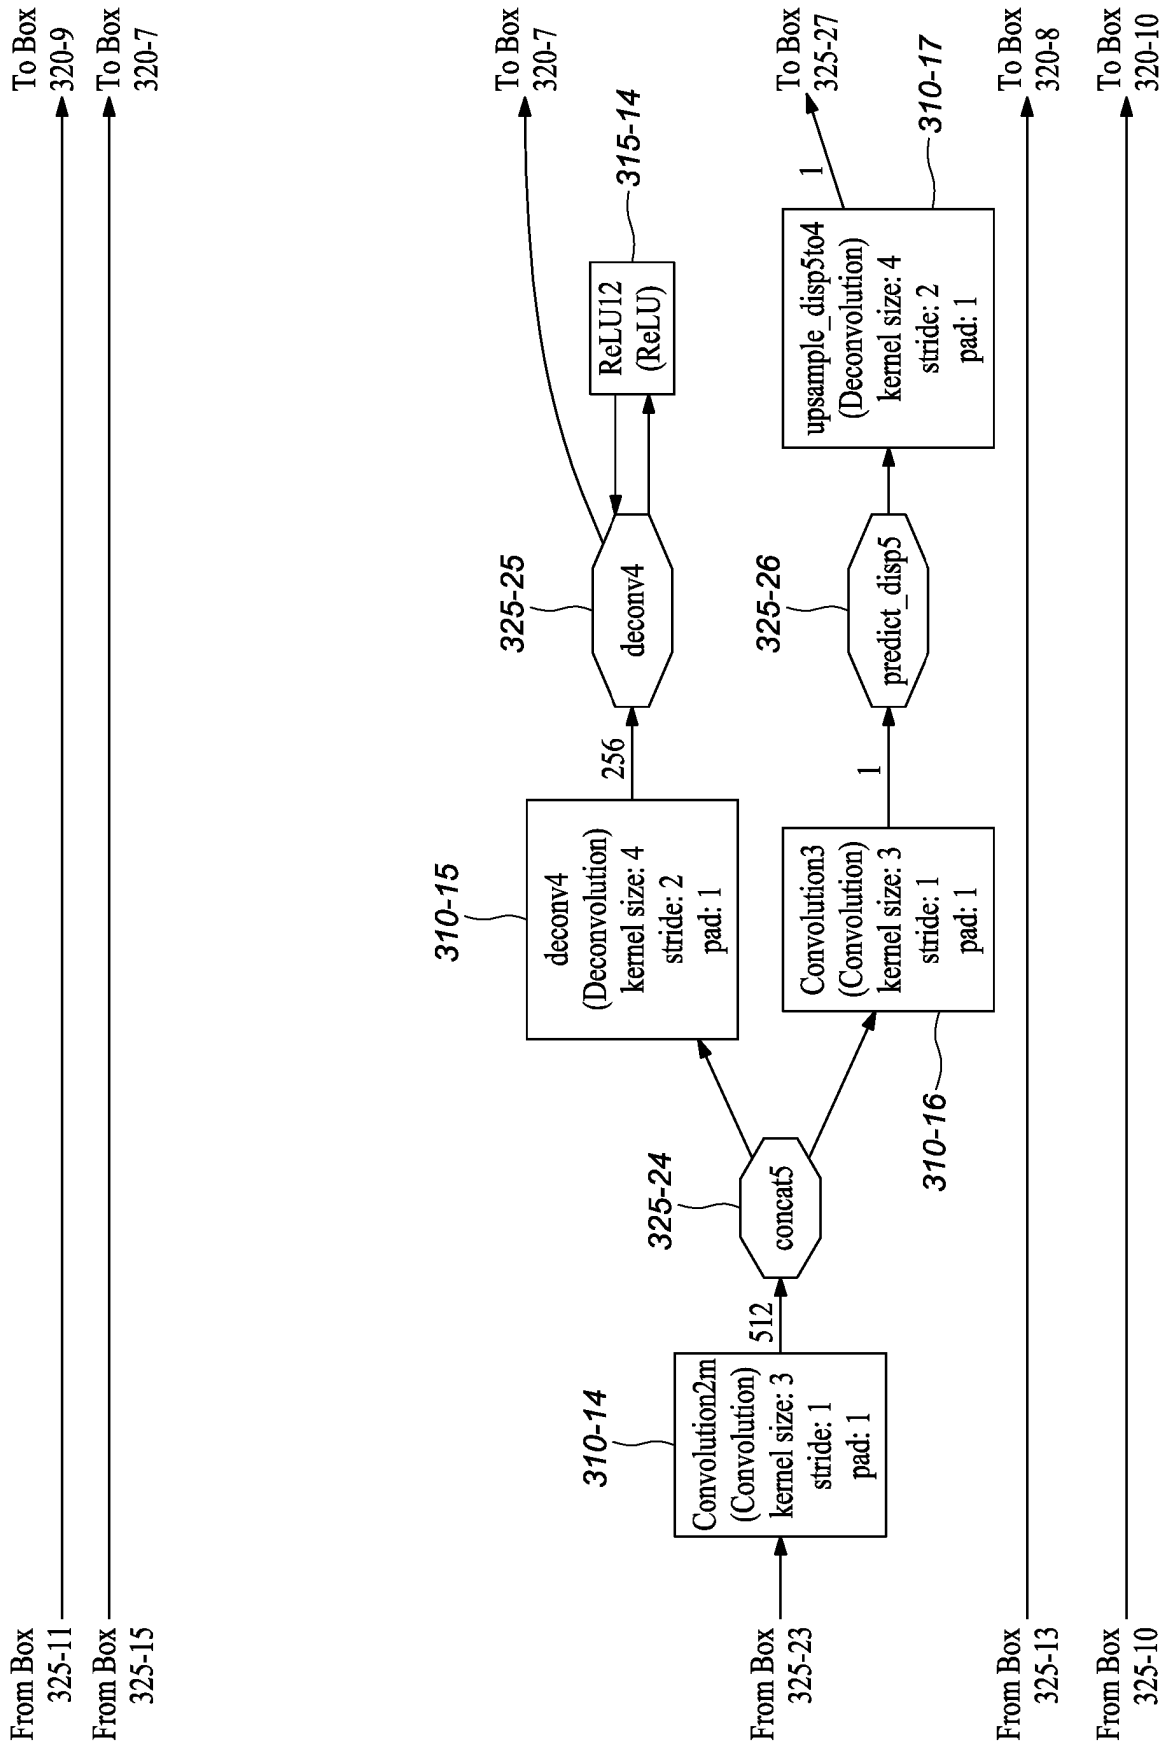 From Box
325-11
To Box
320-9
From Box
325-15
To Box
320-7
To Box
320-7
310-15
deconv4
(Deconvolution)
kernel size: 4
stride: 2
pad: 1
256
325-25
deconv4
315-14
ReLU12
(ReLU)
From Box
325-23
310-14
Convolution2m
(Convolution)
kernel size: 3
stride: 1
pad: 1
512
325-24
concat5
310-16
Convolution3
(Convolution)
kernel size: 3
stride: 1
pad: 1
1
325-26
predict_disp5
upsample_disp5to4
(Deconvolution)
kernel size: 4
stride: 2
pad: 1
310-17
1
To Box
325-27
From Box
325-13
To Box
320-8
From Box
325-10
To Box
320-10